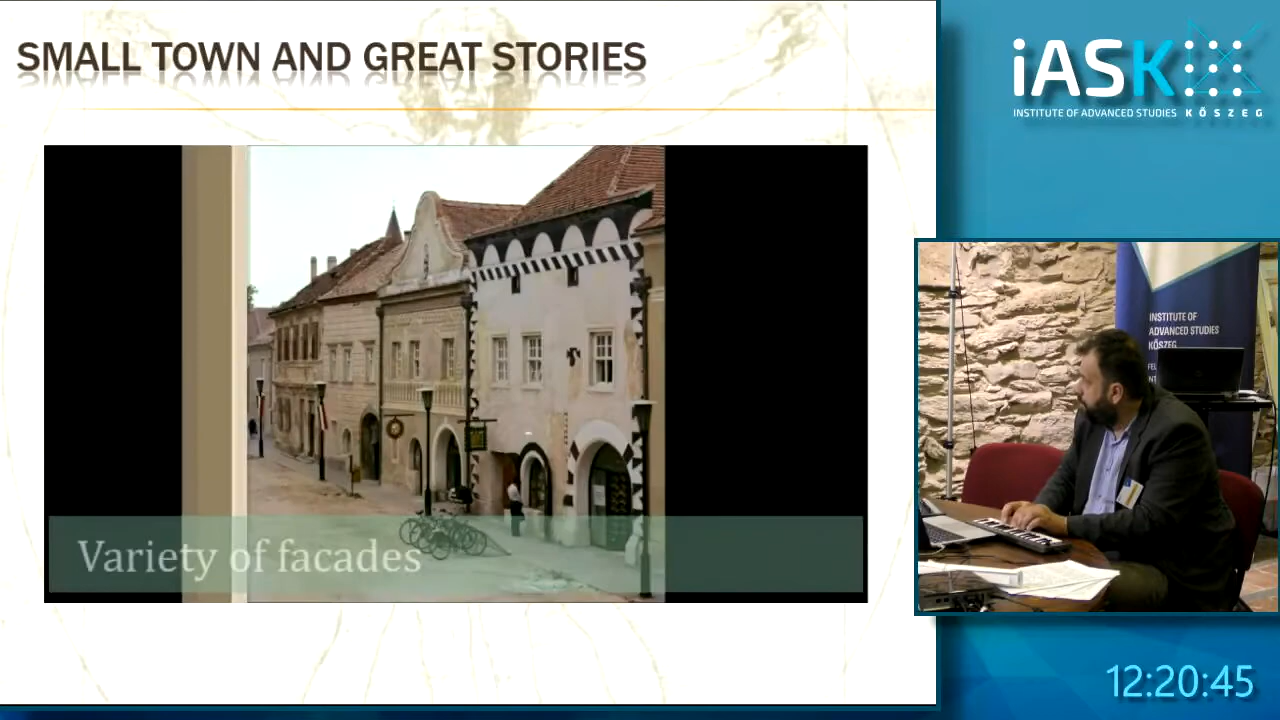 SMALL TOWN AND GREAT STORIES
Variety of facades
iASK
INSTITUTE OF ADVANCED STUDIES KŐSZEG
INSTITUTE OF
ADVANCED STUDIES
KŐSZEG
12:20:45